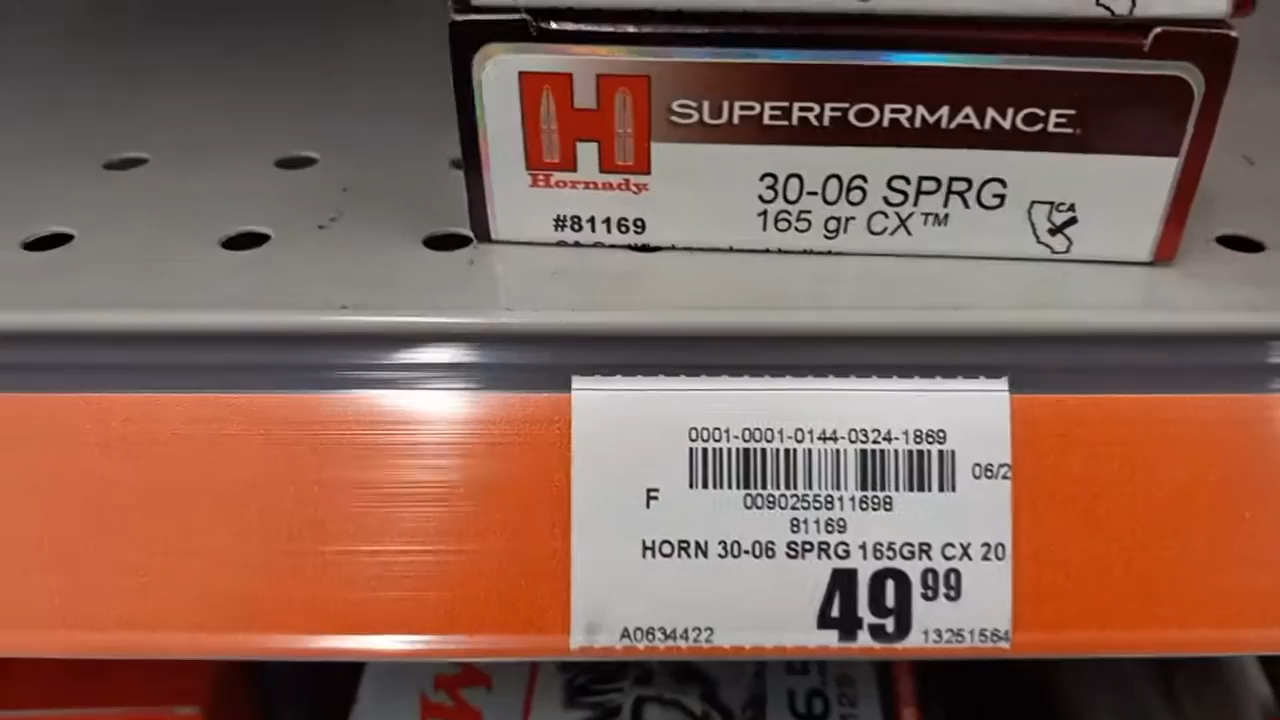 SUPERFORMANCE
Hornady
30-06 SPRG
165 gr CX™
CA
#81169
0001-0001-0144-0324-1869
06/2
F
0090255811698
81169
HORN 30-06 SPRG 165GR CX 20
49 99
A0634422
13251564